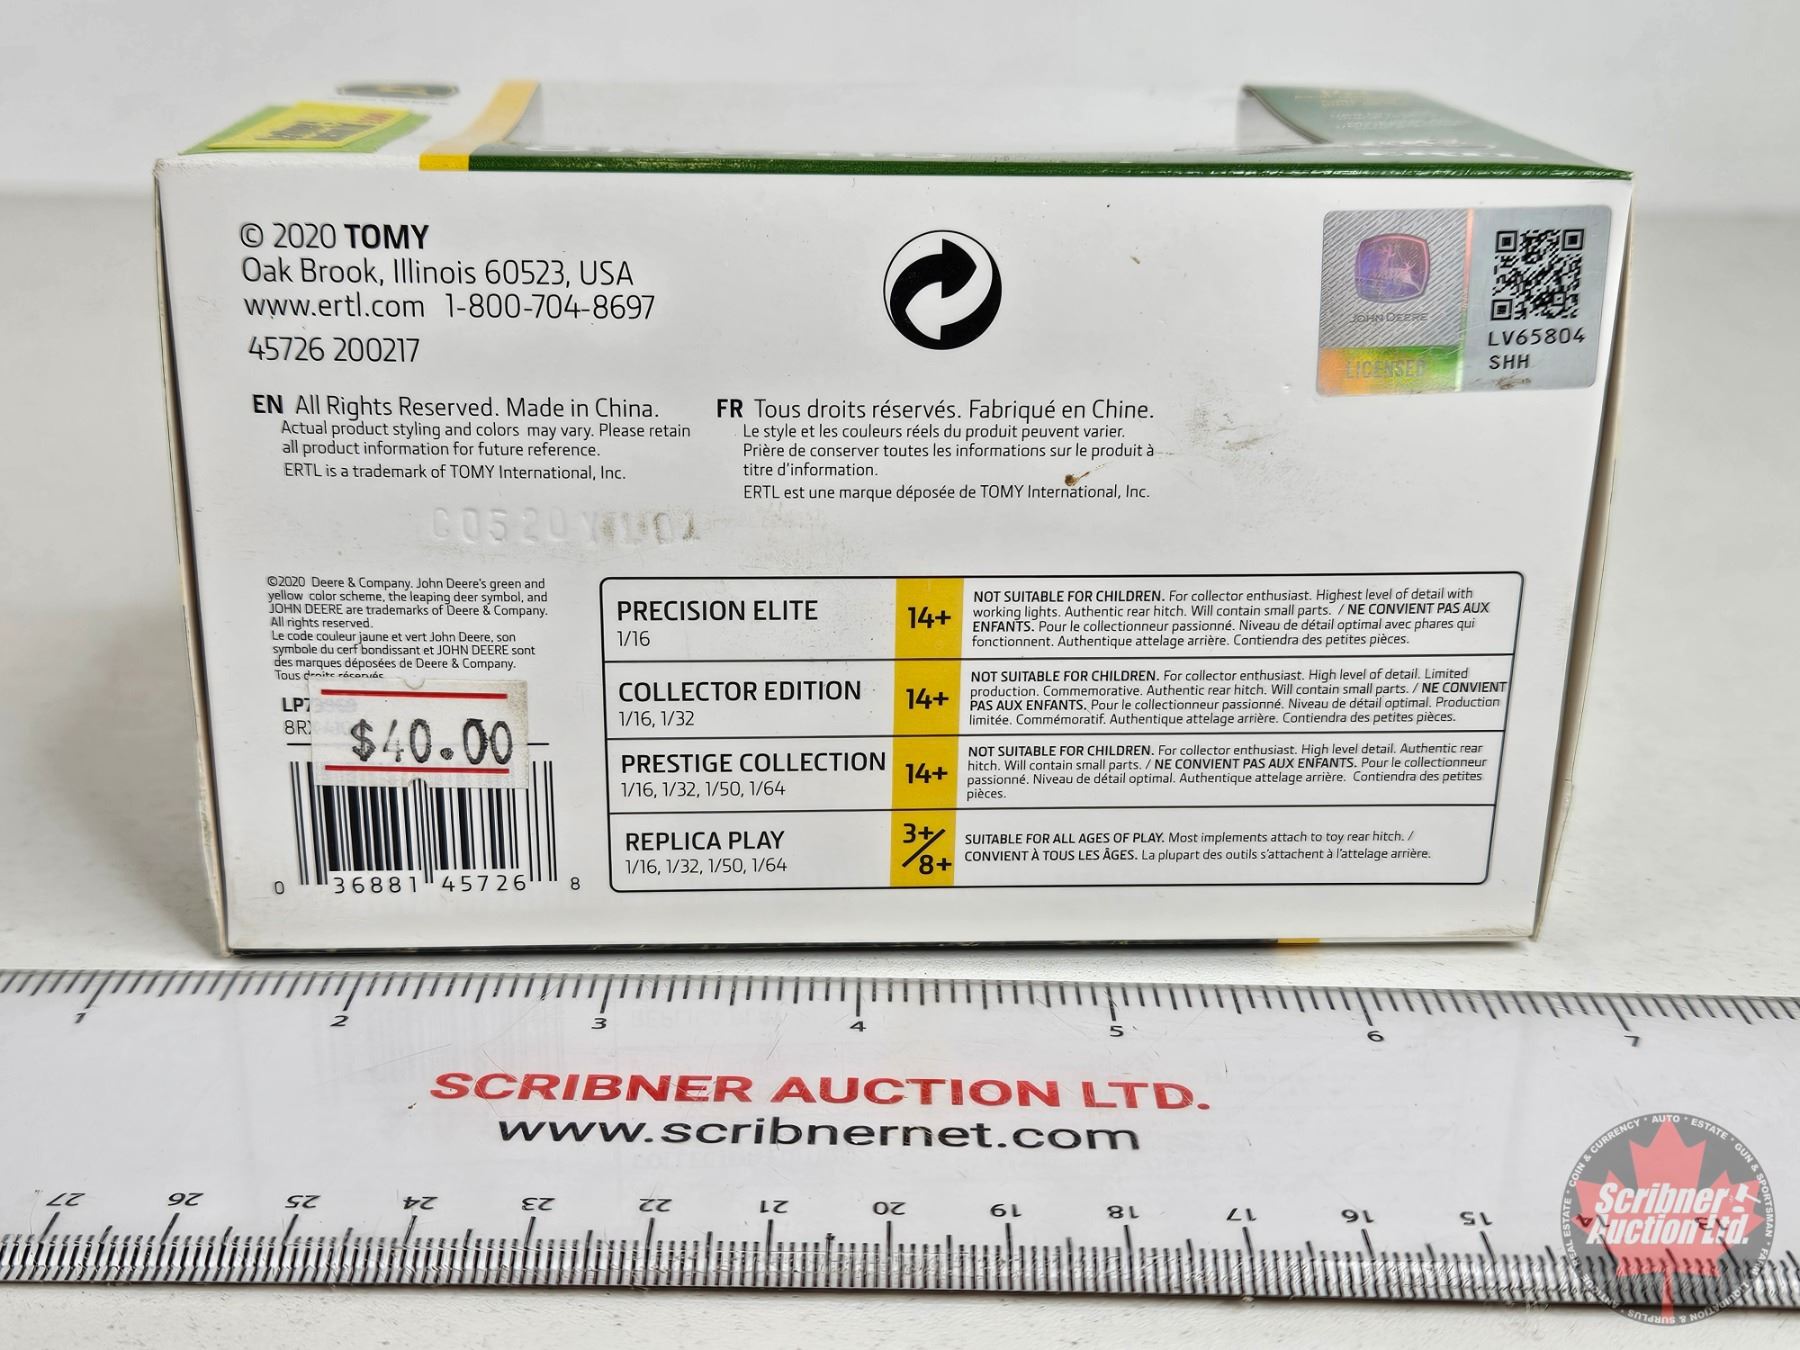 © 2020 TOMY
Oak Brook, Illinois 60523, USA
www.ertl.com 1-800-704-8697
45726 200217
JOHN DEERE
LICENSED
LV65804
SHH
EN All Rights Reserved. Made in China.
Actual product styling and colors may vary. Please retain
all product information for future reference.
ERTL is a trademark of TOMY International, Inc.
FR Tous droits réservés. Fabriqué en Chine.
Le style et les couleurs réels du produit peuvent varier.
Prière de conserver toutes les informations sur le produit à
titre d'information.
ERTL est une marque déposée de TOMY International, Inc.
©2020 Deere & Company. John Deere's green and
yellow color scheme, the leaping deer symbol, and
JOHN DEERE are trademarks of Deere & Company.
All rights reserved.
Le code couleur jaune et vert John Deere, son
symbole du cerf bondissant et JOHN DEERE sont
des marques déposées de Deere & Company.
Tous droits réservés
$40.00
0 36881 45726 8
PRECISION ELITE
1/16
14+
NOT SUITABLE FOR CHILDREN. For collector enthusiast. Highest level of detail with
working lights. Authentic rear hitch. Will contain small parts. / NE CONVIENT PAS AUX
ENFANTS. Pour le collectionneur passionné. Niveau de détail optimal avec phares qui
fonctionnent. Authentique attelage arrière. Contiendra des petites pièces.
COLLECTOR EDITION
1/16, 1/32
14+
NOT SUITABLE FOR CHILDREN. For collector enthusiast. High level of detail. Limited
production. Commemorative. Authentic rear hitch. Will contain small parts. / NE CONVIENT
PAS AUX ENFANTS. Pour le collectionneur passionné. Niveau de détail optimal. Production
limitée. Commémoratif. Authentique attelage arrière. Contiendra des petites pièces.
PRESTIGE COLLECTION
1/16, 1/32, 1/50, 1/64
14+
NOT SUITABLE FOR CHILDREN. For collector enthusiast. High level detail. Authentic rear
hitch. Will contain small parts. / NE CONVIENT PAS AUX ENFANTS. Pour le collectionneur
passionné. Niveau de détail optimal. Authentique attelage arrière. Contiendra des petites
pièces.
REPLICA PLAY
1/16, 1/32, 1/50, 1/64
3+/8+
SUITABLE FOR ALL AGES OF PLAY. Most implements attach to toy rear hitch. /
CONVIENT À TOUS LES ÂGES. La plupart des outils s'attachent à l'attelage arrière.
1 2 3 4 5 6 7
SCRIBNER AUCTION LTD.
www.scribnernet.com
27 26 25 24 23 22 21 20 19 18 17 16 15
Scribner
Auction Ltd.
REAL ESTATE · COIN & CURRENCY · AUTO · ESTATE · GUN & SPORTSMAN